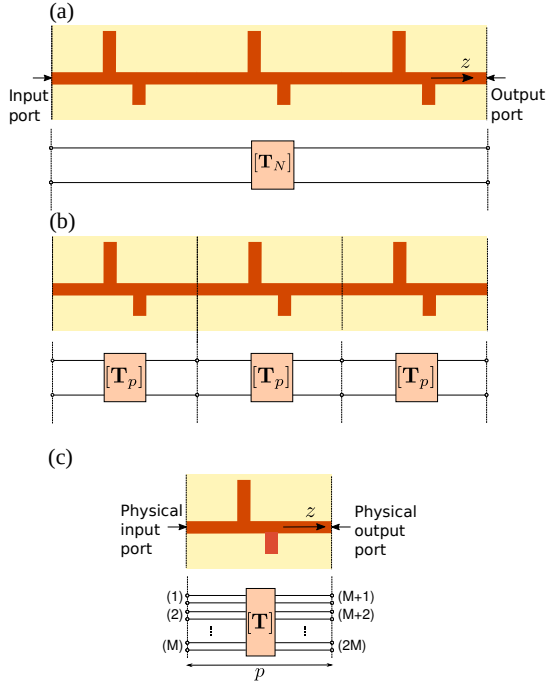 (a)
z
Input
port
Output
port
[T_N]
(b)
[T_p] [T_p] [T_p]
(c)
Physical
input
port
z
Physical
output
port
(1) (M+1)
(2) (M+2)
[T]
(M) (2M)
p